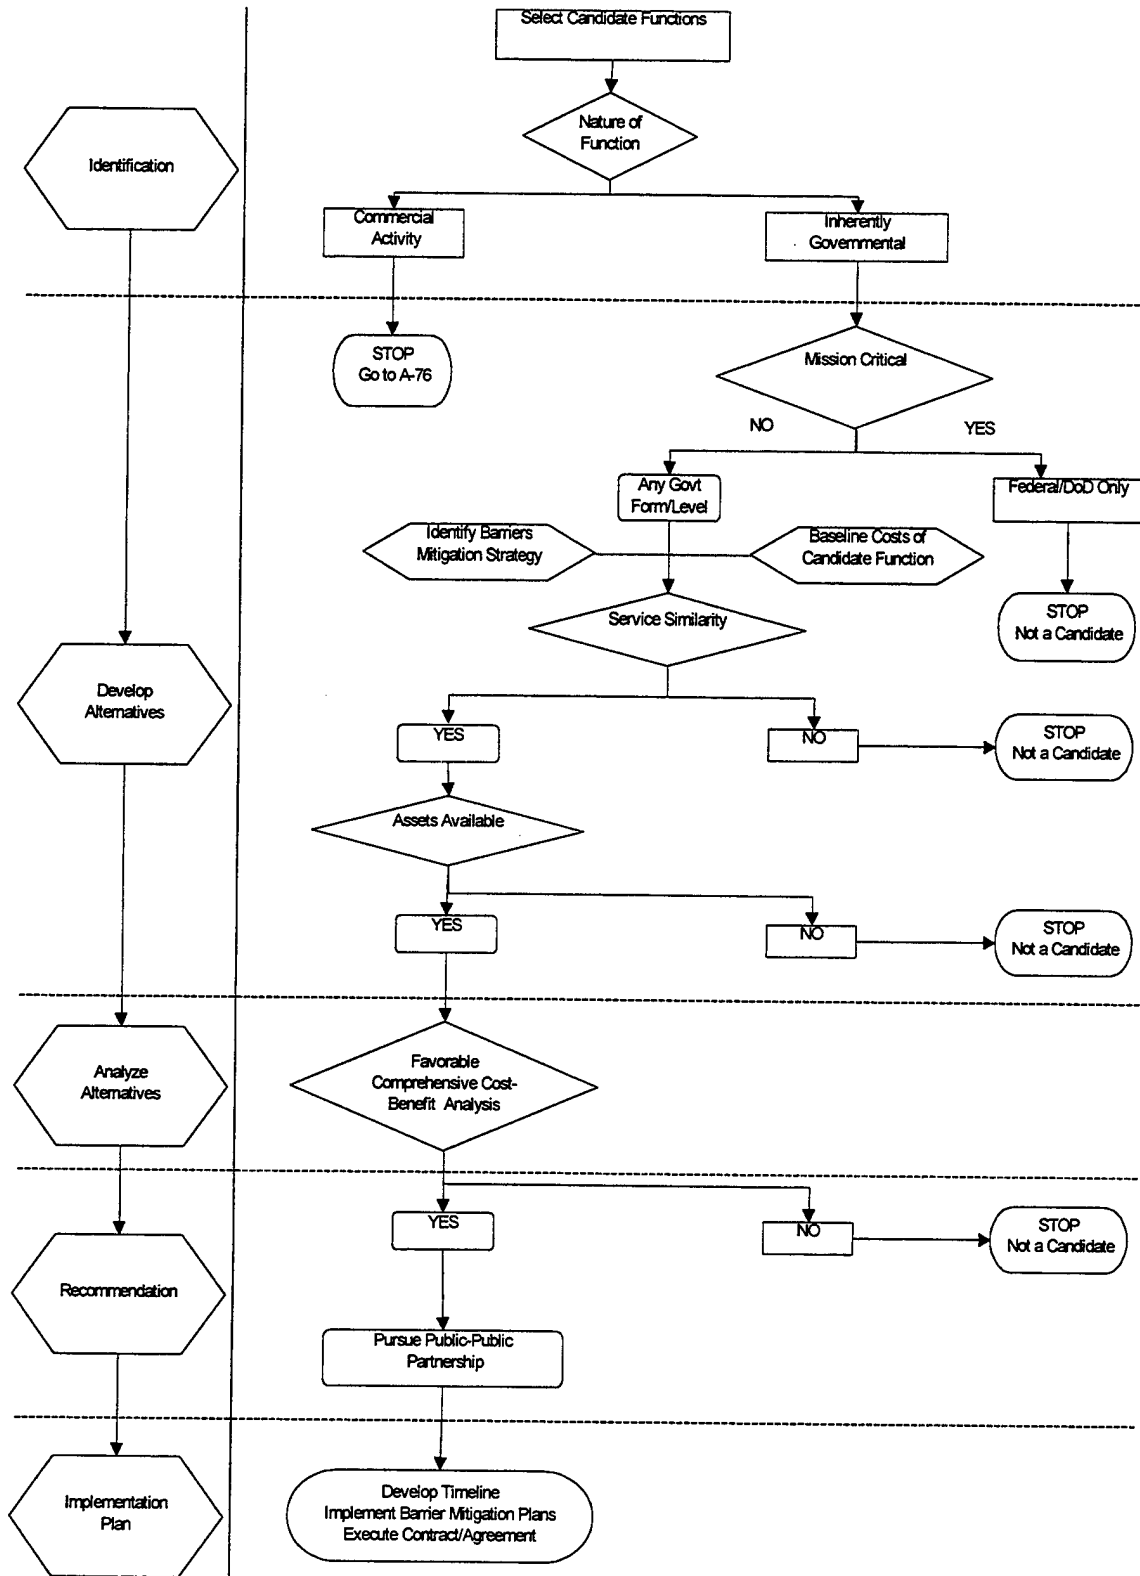 Select Candidate Functions
Nature of
Function
Identification
Commercial
Activity
Inherently
Governmental
STOP
Go to A-76
Mission Critical
NO
YES
Any Govt
Form/Level
Federal/DoD Only
Identify Barriers
Mitigation Strategy
Baseline Costs of
Candidate Function
STOP
Not a Candidate
Service Similarity
Develop
Alternatives
YES
NO
STOP
Not a Candidate
Assets Available
YES
NO
STOP
Not a Candidate
Analyze
Alternatives
Favorable
Comprehensive Cost-
Benefit Analysis
YES
NO
STOP
Not a Candidate
Recommendation
Pursue Public-Public
Partnership
Implementation
Plan
Develop Timeline
Implement Barrier Mitigation Plans
Execute Contract/Agreement